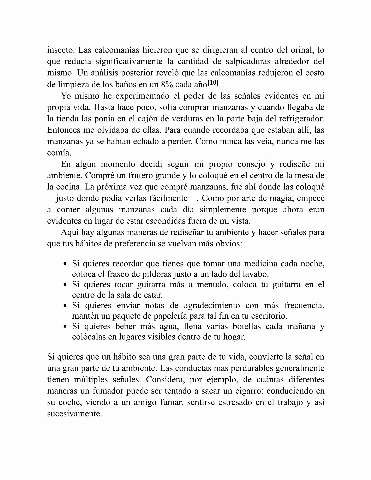 insecto. Las calcomanías hicieron que se dirigieran al centro del orinal, lo
que reducía significativamente la cantidad de salpicaduras alrededor del
mismo. Un análisis posterior reveló que las calcomanías redujeron el costo
de limpieza de los baños en un 8% cada año[10].
Yo mismo he experimentado el poder de las señales evidentes en mi
propia vida. Hasta hace poco, solía comprar manzanas y cuando llegaba de
la tienda las ponía en el cajón de verduras en la parte baja del refrigerador.
Entonces me olvidaba de ellas. Para cuando recordaba que estaban allí, las
manzanas ya se habían echado a perder. Como nunca las veía, nunca me las
comía.
En algún momento decidí seguir mi propio consejo y rediseñé mi
ambiente. Compré un frutero grande y lo coloqué en el centro de la mesa de
la cocina. La próxima vez que compré manzanas, fue ahí donde las coloqué
—justo donde podía verlas fácilmente—. Como por arte de magia, empecé
a comer algunas manzanas cada día simplemente porque ahora eran
evidentes en lugar de estar escondidas fuera de mi vista.
Aquí hay algunas maneras de rediseñar tu ambiente y hacer señales para
que tus hábitos de preferencia se vuelvan más obvios:
• Si quieres recordar que tienes que tomar una medicina cada noche,
coloca el frasco de píldoras justo a un lado del lavabo.
• Si quieres tocar guitarra más a menudo, coloca tu guitarra en el
centro de la sala de estar.
• Si quieres enviar notas de agradecimiento con más frecuencia,
mantén un paquete de papelería para tal fin en tu escritorio.
• Si quieres beber más agua, llena varias botellas cada mañana y
colócalas en lugares visibles dentro de tu hogar.
Si quieres que un hábito sea una gran parte de tu vida, convierte la señal en
una gran parte de tu ambiente. Las conductas más perdurables generalmente
tienen múltiples señales. Considera, por ejemplo, de cuántas diferentes
maneras un fumador puede ser tentado a sacar un cigarro: conduciendo en
su coche, viendo a un amigo fumar, sentirse estresado en el trabajo y así
sucesivamente.